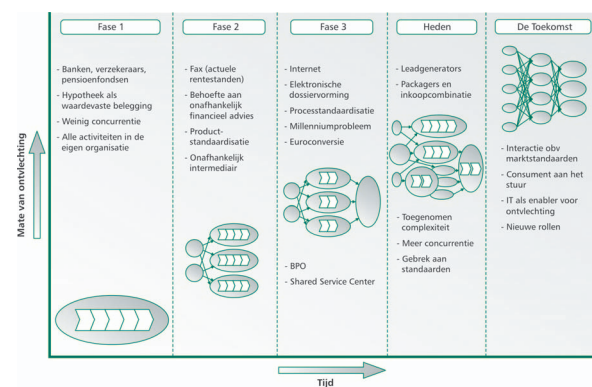 Fase 1
- Banken, verzekeraars,
pensioenfondsen
- Hypotheek als
waardevaste belegging
- Weinig concurrentie
- Alle activiteiten in de
eigen organisatie
Fase 2
- Fax (actuele
rentestanden)
- Behoefte aan
onafhankelijk
financieel advies
- Product-
standaardisatie
- Onafhankelijk
intermediair
Fase 3
- Internet
- Elektronische
dossiervorming
- Processtandaardisatie
- Millenniumprobleem
- Euroconversie
- BPO
- Shared Service Center
Heden
- Leadgenerators
- Packagers en
inkoopcombinatie
- Toegenomen
complexiteit
- Meer concurrentie
- Gebrek aan
standaarden
De Toekomst
- Interactie obv
marktstandaarden
- Consument aan het
stuur
- IT als enabler voor
ontvlechting
- Nieuwe rollen
Mate van ontvlechting
Tijd